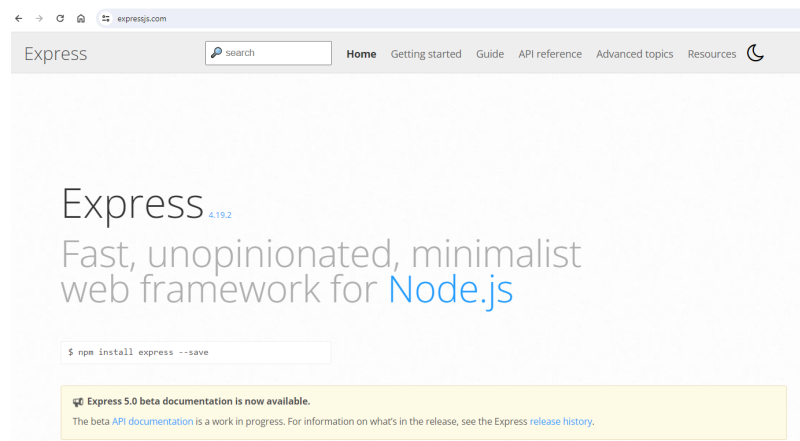 expressjs.com
Express
search
Home Getting started Guide API reference Advanced topics Resources
Express 4.19.2
Fast, unopinionated, minimalist
web framework for Node.js
$ npm install express --save
Express 5.0 beta documentation is now available.
The beta API documentation is a work in progress. For information on what's in the release, see the Express release history.